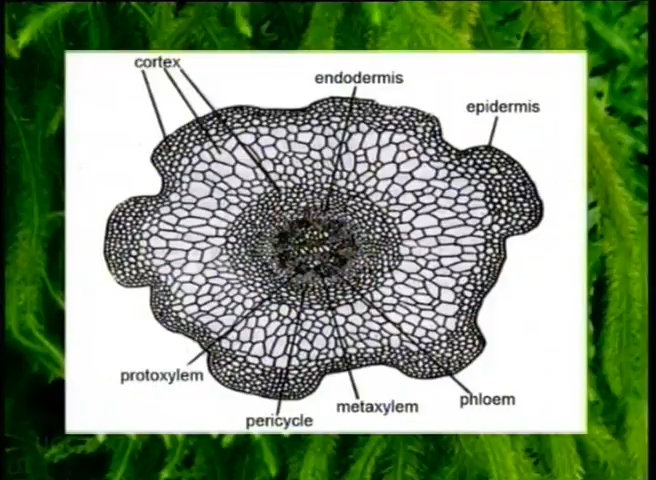 cortex
endodermis
epidermis
protoxylem
pericycle
metaxylem
phloem